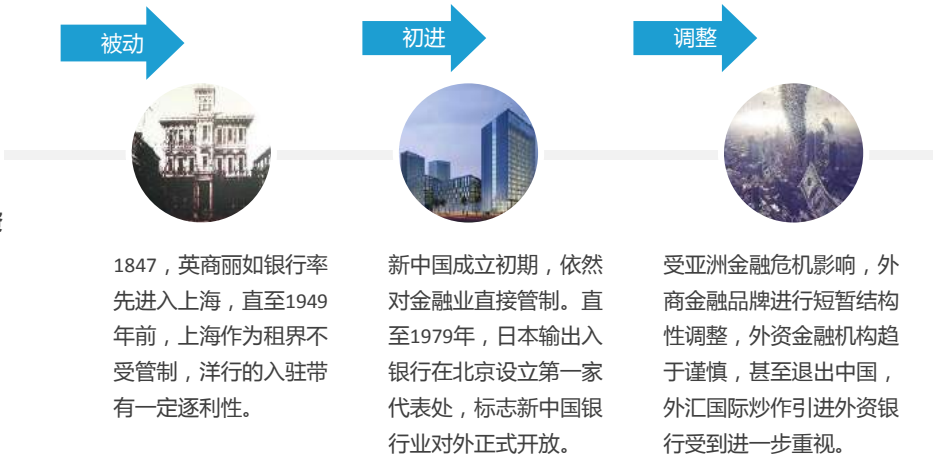 被动
初进
调整
1847，英商丽如银行率
先进入上海，直至1949
年前，上海作为租界不
受管制，洋行的入驻带
有一定逐利性。
新中国成立初期，依然
对金融业直接管制。直
至1979年，日本输出入
银行在北京设立第一家
代表处，标志新中国银
行业对外正式开放。
受亚洲金融危机影响，外
商金融品牌进行短暂结构
性调整，外资金融机构趋
于谨慎，甚至退出中国，
外汇国际炒作引进外资银
行受到进一步重视。